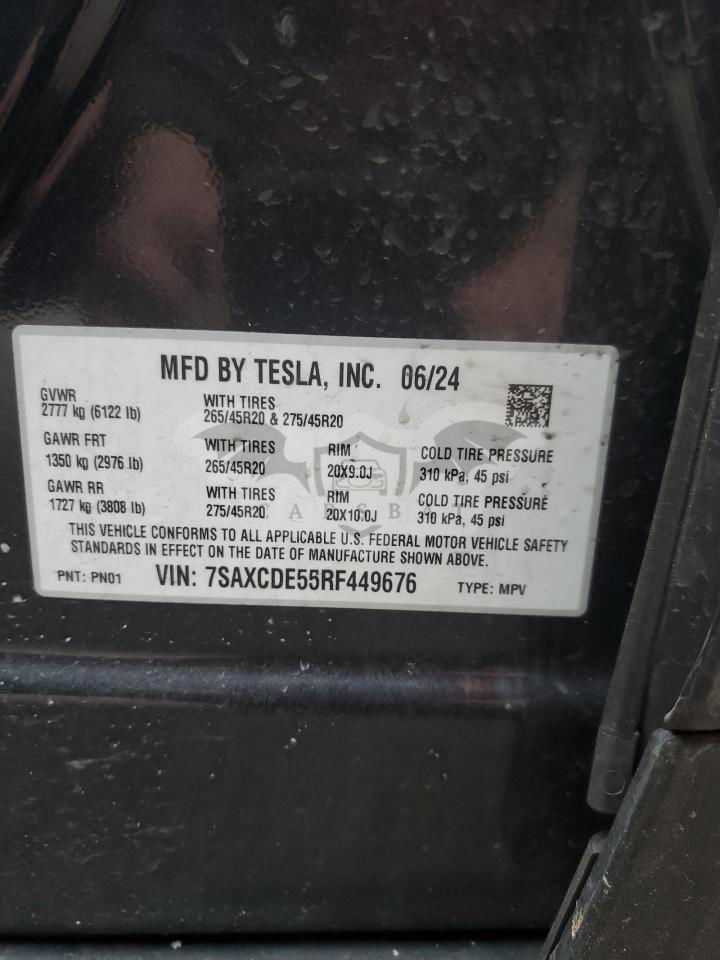 MFD BY TESLA, INC. 06/24
GVWR
2777 kg (6122 lb)
WITH TIRES
265/45R20 & 275/45R20
GAWR FRT
1350 kg (2976 lb)
WITH TIRES
265/45R20
RIM
20X9.0J
COLD TIRE PRESSURE
310 kPa, 45 psi
GAWR RR
1727 kg (3808 lb)
WITH TIRES
275/45R20
RIM
20X10.0J
COLD TIRE PRESSURE
310 kPa, 45 psi
CARSBAT
THIS VEHICLE CONFORMS TO ALL APPLICABLE U.S. FEDERAL MOTOR VEHICLE SAFETY
STANDARDS IN EFFECT ON THE DATE OF MANUFACTURE SHOWN ABOVE.
PNT: PN01 VIN: 7SAXCDE55RF449676 TYPE: MPV